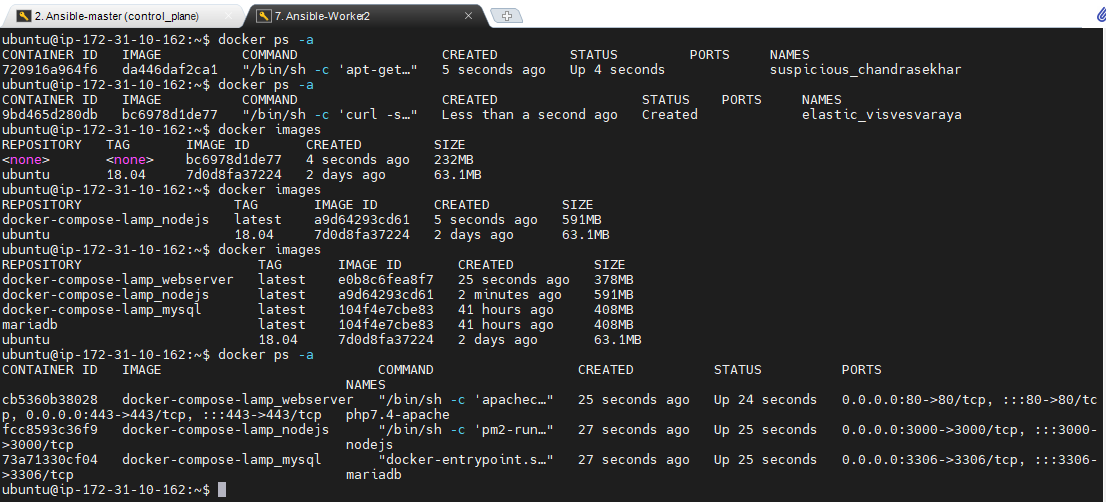 2. Ansible-master (control_plane)
7. Ansible-Worker2
ubuntu@ip-172-31-10-162:~$ docker ps -a
CONTAINER ID   IMAGE          COMMAND                  CREATED         STATUS         PORTS     NAMES
720916a964f6   da446daf2ca1   "/bin/sh -c 'apt-get…"   5 seconds ago   Up 4 seconds             suspicious_chandrasekhar
ubuntu@ip-172-31-10-162:~$ docker ps -a
CONTAINER ID   IMAGE          COMMAND                  CREATED                  STATUS    PORTS     NAMES
9bd465d280db   bc6978d1de77   "/bin/sh -c 'curl -s…"   Less than a second ago   Created             elastic_visvesvaraya
ubuntu@ip-172-31-10-162:~$ docker images
REPOSITORY   TAG       IMAGE ID       CREATED         SIZE
<none>       <none>    bc6978d1de77   4 seconds ago   232MB
ubuntu       18.04     7d0d8fa37224   2 days ago      63.1MB
ubuntu@ip-172-31-10-162:~$ docker images
REPOSITORY                   TAG       IMAGE ID       CREATED         SIZE
docker-compose-lamp_nodejs   latest    a9d64293cd61   5 seconds ago   591MB
ubuntu                       18.04     7d0d8fa37224   2 days ago      63.1MB
ubuntu@ip-172-31-10-162:~$ docker images
REPOSITORY                      TAG       IMAGE ID       CREATED          SIZE
docker-compose-lamp_webserver   latest    e0b8c6fea8f7   25 seconds ago   378MB
docker-compose-lamp_nodejs      latest    a9d64293cd61   2 minutes ago    591MB
docker-compose-lamp_mysql       latest    104f4e7cbe83   41 hours ago     408MB
mariadb                         latest    104f4e7cbe83   41 hours ago     408MB
ubuntu                          18.04     7d0d8fa37224   2 days ago       63.1MB
ubuntu@ip-172-31-10-162:~$ docker ps -a
CONTAINER ID   IMAGE                           COMMAND                  CREATED          STATUS          PORTS
NAMES
cb5360b38028   docker-compose-lamp_webserver   "/bin/sh -c 'apachec…"   25 seconds ago   Up 24 seconds   0.0.0.0:80->80/tcp, :::80->80/tc
p, 0.0.0.0:443->443/tcp, :::443->443/tcp   php7.4-apache
fcc8593c36f9   docker-compose-lamp_nodejs      "/bin/sh -c 'pm2-run…"   27 seconds ago   Up 25 seconds   0.0.0.0:3000->3000/tcp, :::3000-
>3000/tcp                                  nodejs
73a71330cf04   docker-compose-lamp_mysql       "docker-entrypoint.s…"   27 seconds ago   Up 25 seconds   0.0.0.0:3306->3306/tcp, :::3306-
>3306/tcp                                  mariadb
ubuntu@ip-172-31-10-162:~$